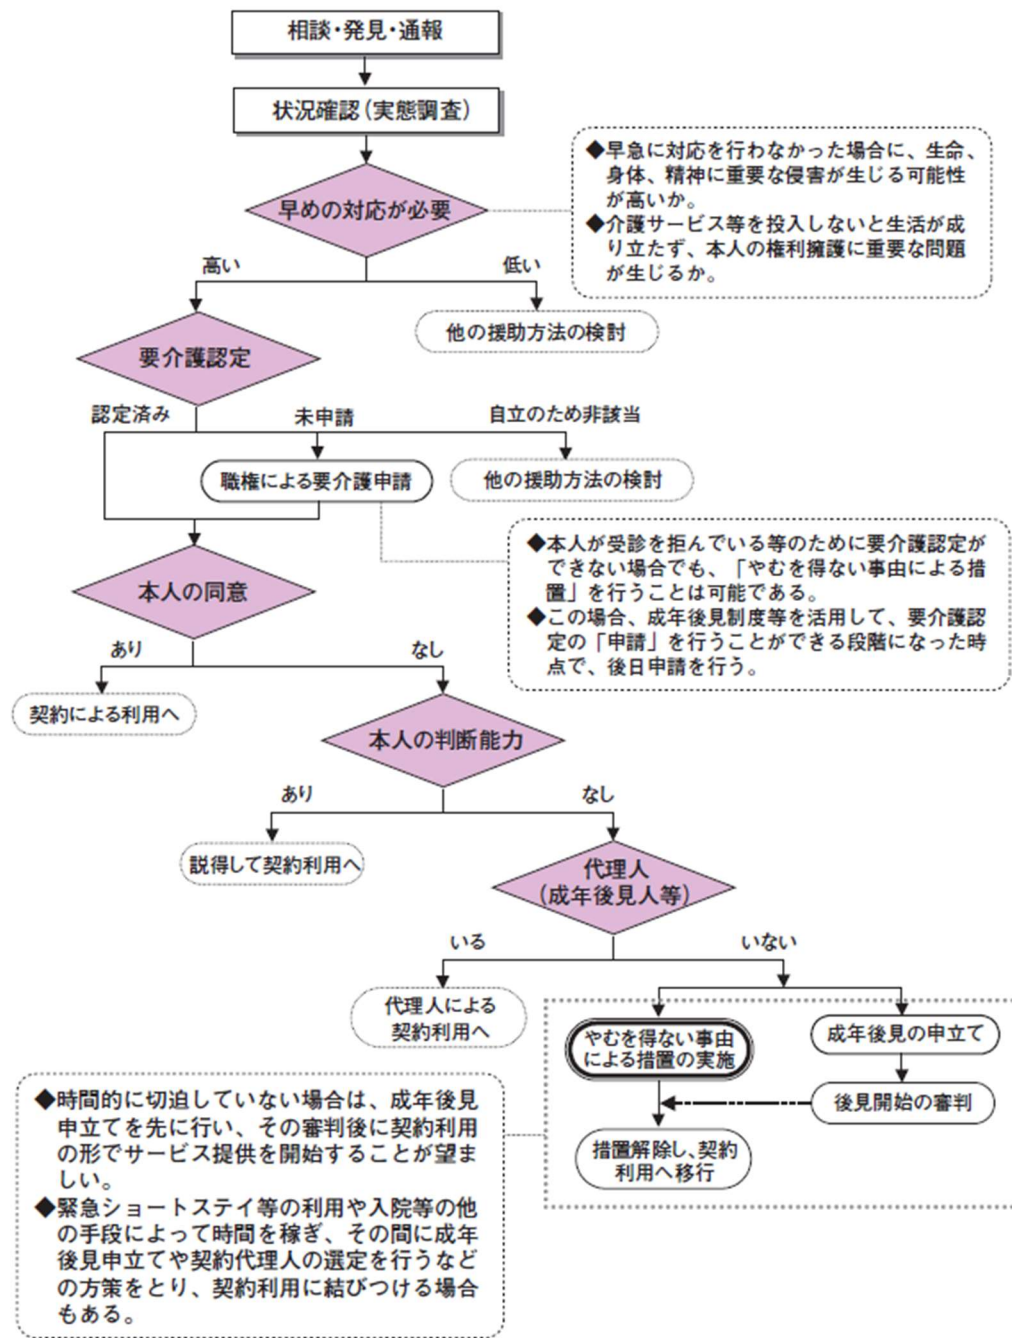 相談・発見・通報
状況確認(実態調査)
早めの対応が必要
◆早急に対応を行わなかった場合に、生命、
身体、精神に重要な侵害が生じる可能性
が高いか。
◆介護サービス等を投入しないと生活が成
り立たず、本人の権利擁護に重要な問題
が生じるか。
高い
低い
他の援助方法の検討
要介護認定
認定済み
未申請
自立のため非該当
職権による要介護申請
他の援助方法の検討
◆本人が受診を拒んでいる等のために要介護認定が
できない場合でも、「やむを得ない事由による措
置」を行うことは可能である。
◆この場合、成年後見制度等を活用して、要介護認
定の「申請」を行うことができる段階になった時
点で、後日申請を行う。
本人の同意
あり
なし
契約による利用へ
本人の判断能力
あり
なし
説得して契約利用へ
代理人
(成年後見人等)
いる
いない
代理人による
契約利用へ
やむを得ない事由
による措置の実施
成年後見の申立て
後見開始の審判
措置解除し、契約
利用へ移行
◆時間的に切迫していない場合は、成年後見
申立てを先に行い、その審判後に契約利用
の形でサービス提供を開始することが望ま
しい。
◆緊急ショートステイ等の利用や入院等の他
の手段によって時間を稼ぎ、その間に成年
後見申立てや契約代理人の選定を行うなど
の方策をとり、契約利用に結びつける場合
もある。